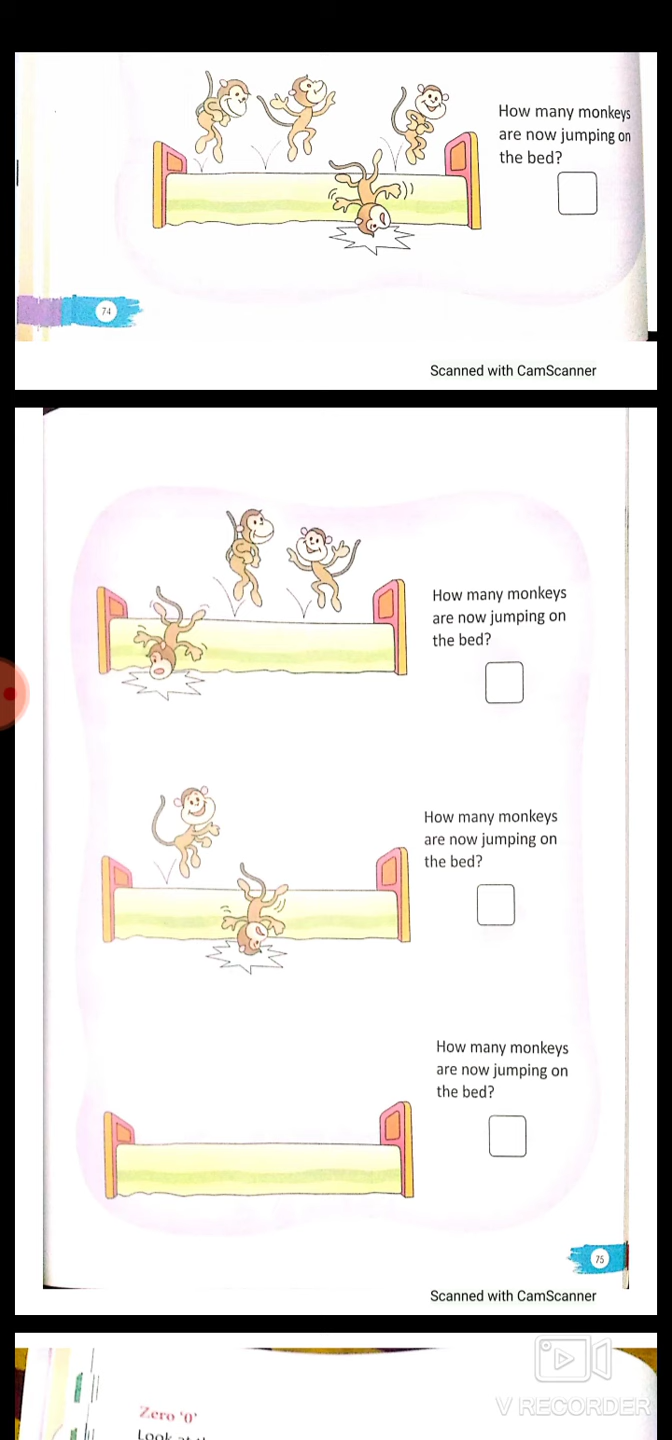 How many monkeys
are now jumping on
the bed?
74
Scanned with CamScanner
How many monkeys
are now jumping on
the bed?
How many monkeys
are now jumping on
the bed?
How many monkeys
are now jumping on
the bed?
75
Scanned with CamScanner
V RECORDER
Zero '0'
Look